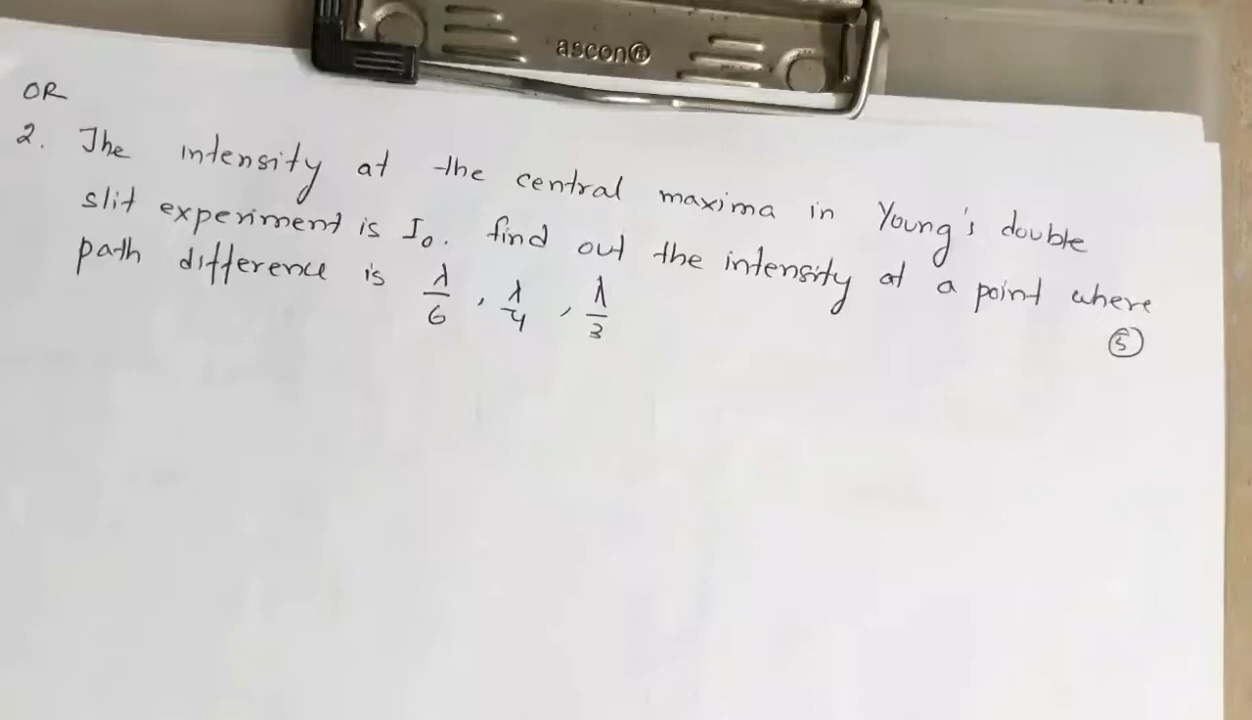 ascon®
OR
2. The intensity at the central maxima in Young's double
slit experiment is I₀. find out the intensity at a point where
path difference is λ/6, λ/4, λ/3
5